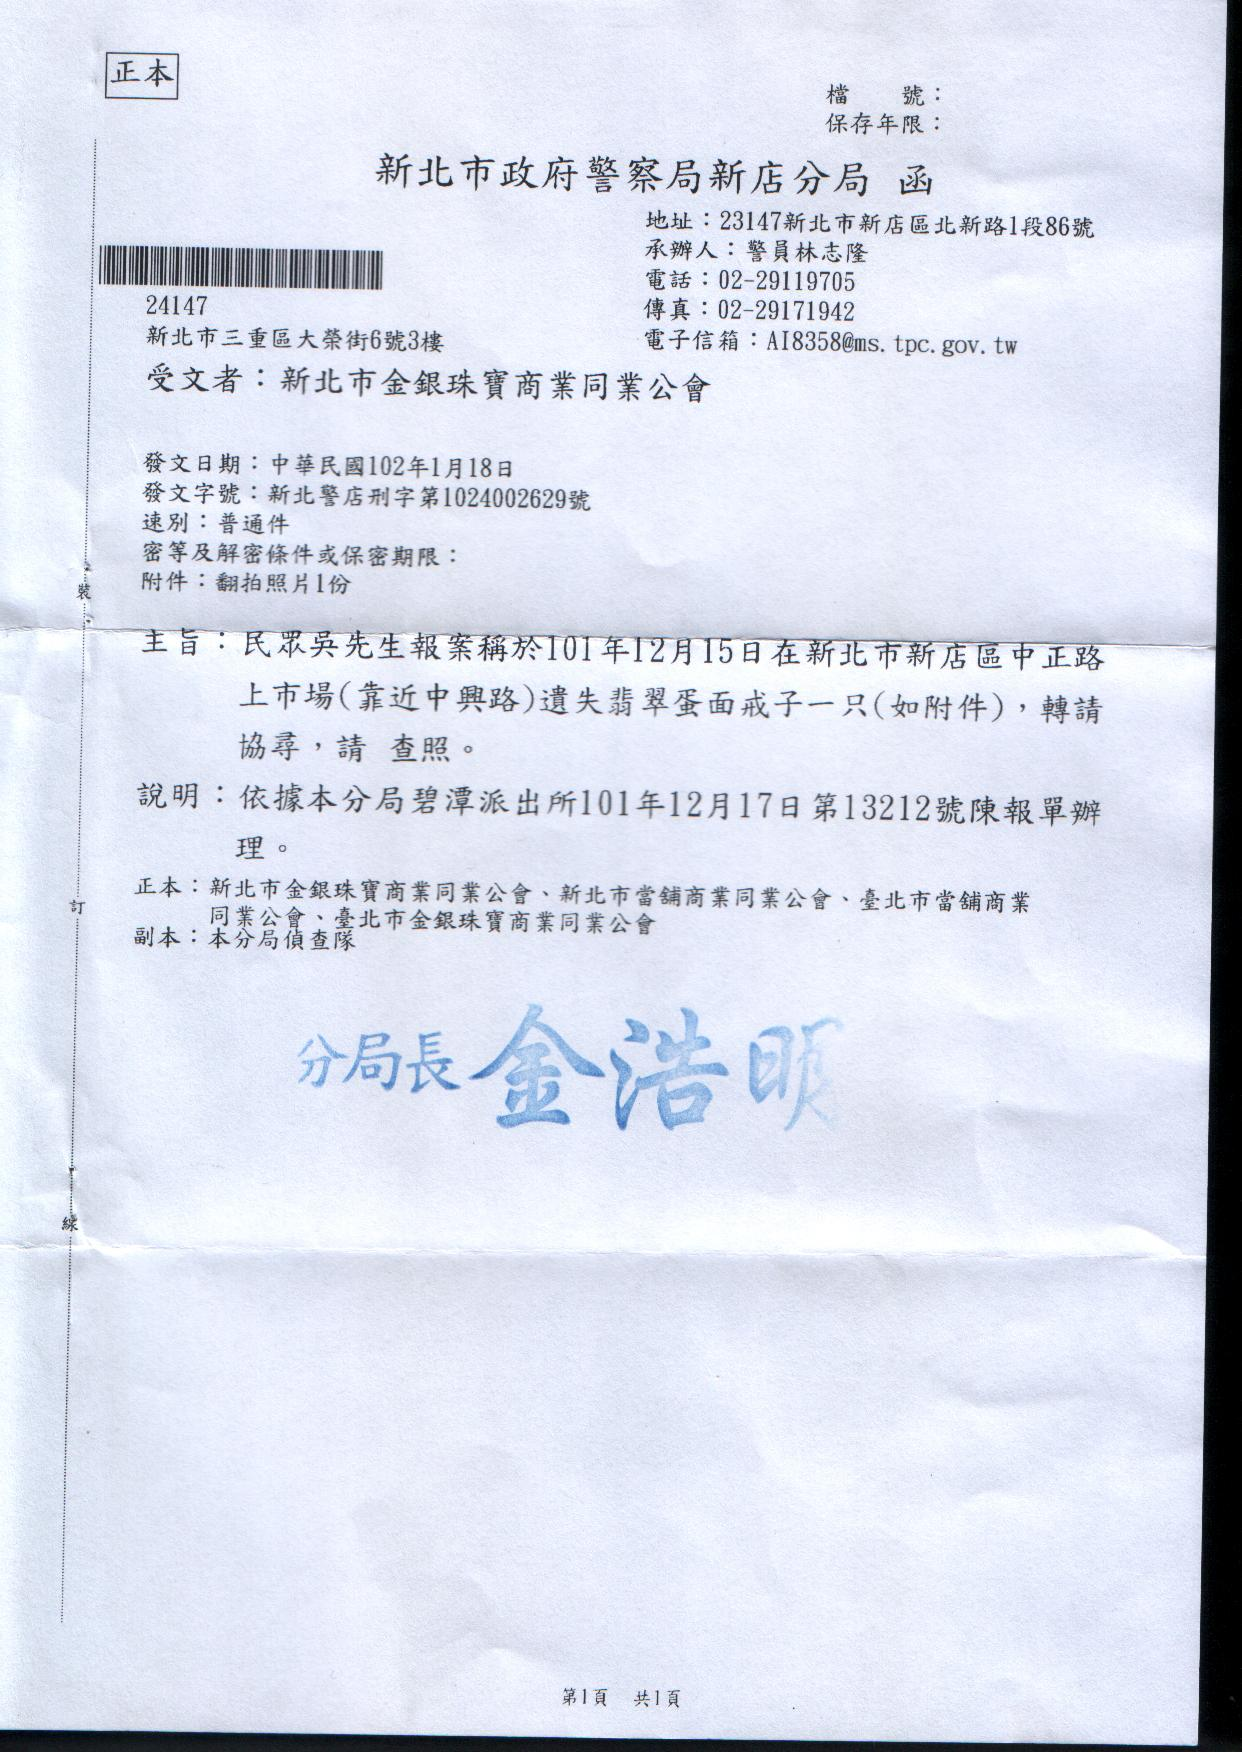 正本
檔　　號：
保存年限：
新北市政府警察局新店分局　函
地址：23147新北市新店區北新路1段86號
承辦人：警員林志隆
電話：02-29119705
傳真：02-29171942
電子信箱：AI8358@ms.tpc.gov.tw
24147
新北市三重區大榮街6號3樓
受文者：新北市金銀珠寶商業同業公會
發文日期：中華民國102年1月18日
發文字號：新北警店刑字第1024002629號
速別：普通件
密等及解密條件或保密期限：
附件：翻拍照片1份
裝
主旨：民眾吳先生報案稱於101年12月15日在新北市新店區中正路
上市場(靠近中興路)遺失翡翠蛋面戒子一只(如附件)，轉請
協尋，請　查照。
說明：依據本分局碧潭派出所101年12月17日第13212號陳報單辦
理。
正本：新北市金銀珠寶商業同業公會、新北市當舖商業同業公會、臺北市當舖商業
訂
同業公會、臺北市金銀珠寶商業同業公會
副本：本分局偵查隊
分局長 金浩明
線
第1頁　共1頁